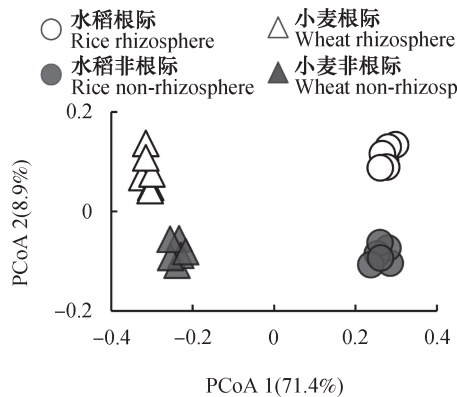 水稻根际
Rice rhizosphere
小麦根际
Wheat rhizosphere
水稻非根际
Rice non-rhizosphere
小麦非根际
Wheat non-rhizosp
0.2
0
−0.2
PCoA 2(8.9%)
−0.4 −0.2 0 0.2 0.4
PCoA 1(71.4%)